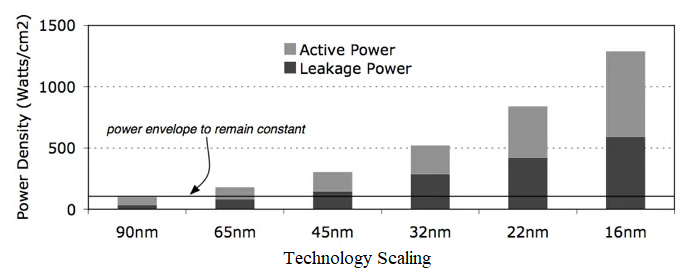 Power Density (Watts/cm2)
1500
1000
500
0
Active Power
Leakage Power
power envelope to remain constant
90nm 65nm 45nm 32nm 22nm 16nm
Technology Scaling